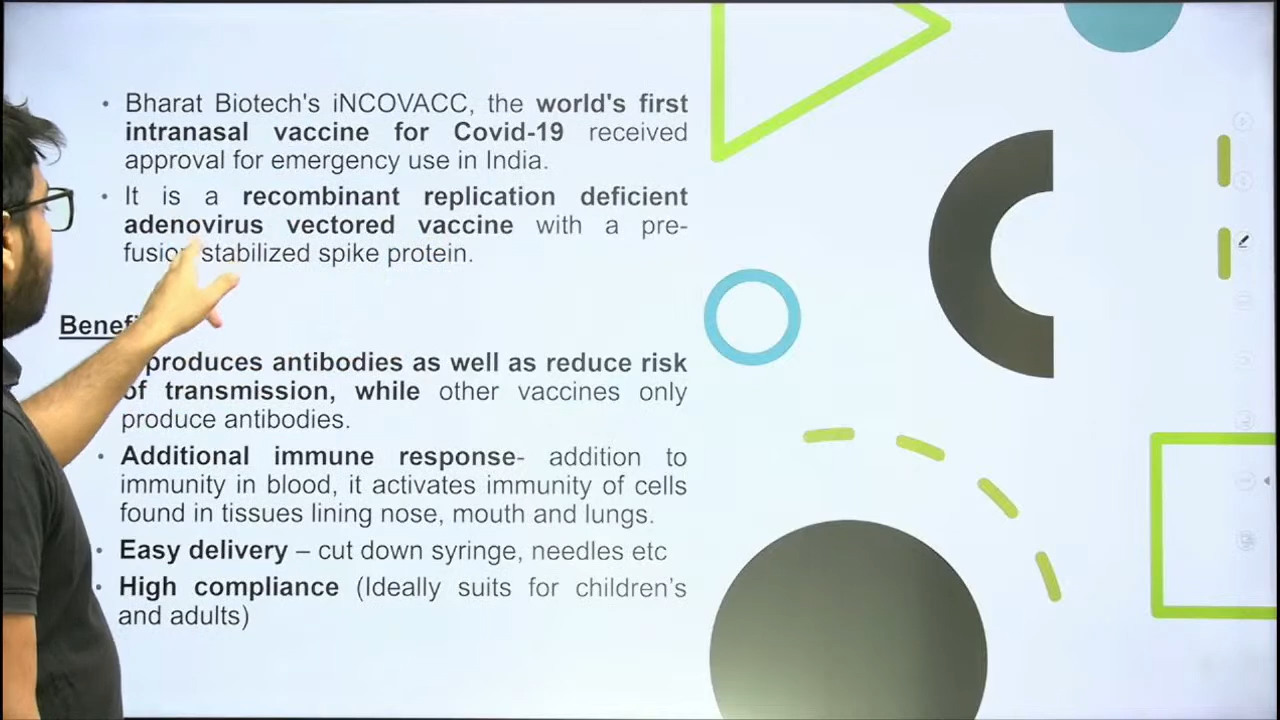 • Bharat Biotech's iNCOVACC, the world's first
intranasal vaccine for Covid-19 received
approval for emergency use in India.
• It is a recombinant replication deficient
adenovirus vectored vaccine with a pre-
stabilized spike protein.
produces antibodies as well as reduce risk
of transmission, while other vaccines only
produce antibodies.
• Additional immune response- addition to
immunity in blood, it activates immunity of cells
found in tissues lining nose, mouth and lungs.
• Easy delivery – cut down syringe, needles etc
• High compliance (Ideally suits for children's
and adults)